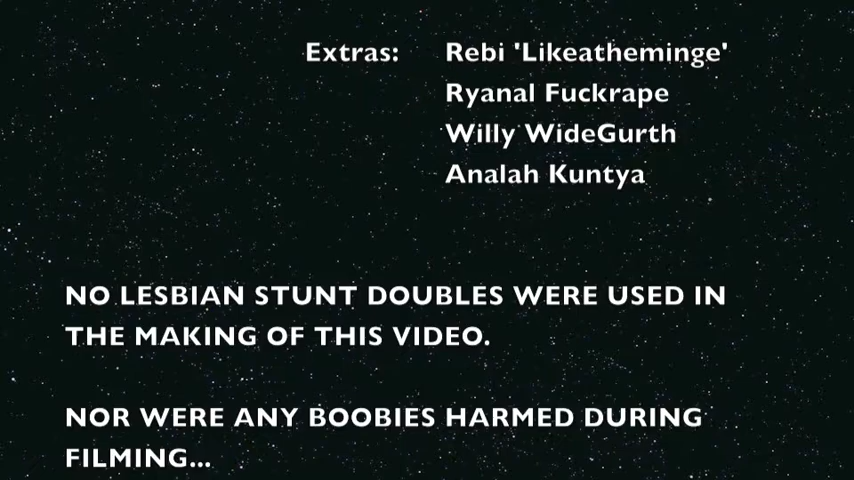 Extras: Rebi 'Likeatheminge'
Ryanal Fuckrape
Willy WideGurth
Analah Kuntya
NO LESBIAN STUNT DOUBLES WERE USED IN
THE MAKING OF THIS VIDEO.
NOR WERE ANY BOOBIES HARMED DURING
FILMING...